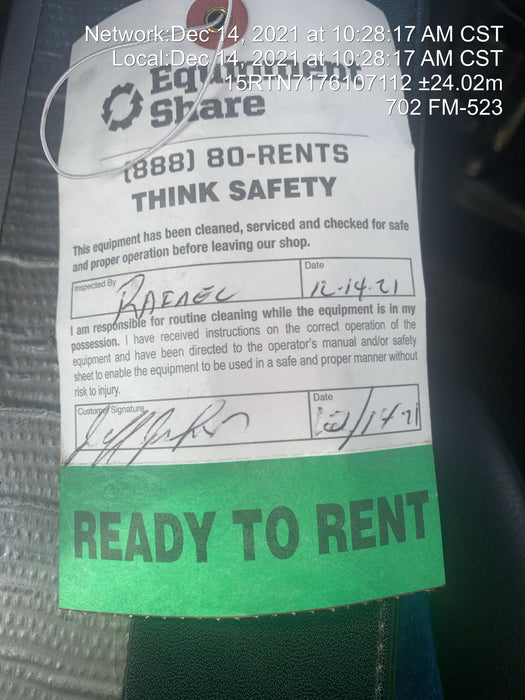 Network:Dec 14, 2021 at 10:28:17 AM CST
Local:Dec 14, 2021 at 10:28:17 AM CST
15RTN7176107112 ±24.02m
702 FM-523
Equipment
Share
(888) 80-RENTS
THINK SAFETY
This equipment has been cleaned, serviced and checked for safe
and proper operation before leaving our shop.
Inspected By RAFAEL Date 12-14-21
I am responsible for routine cleaning while the equipment is in my
possession. I have received instructions on the correct operation of the
equipment and have been directed to the operator's manual and/or safety
sheet to enable the equipment to be used in a safe and proper manner without
risk to injury.
Customer Signature Date 12/14/21
READY TO RENT